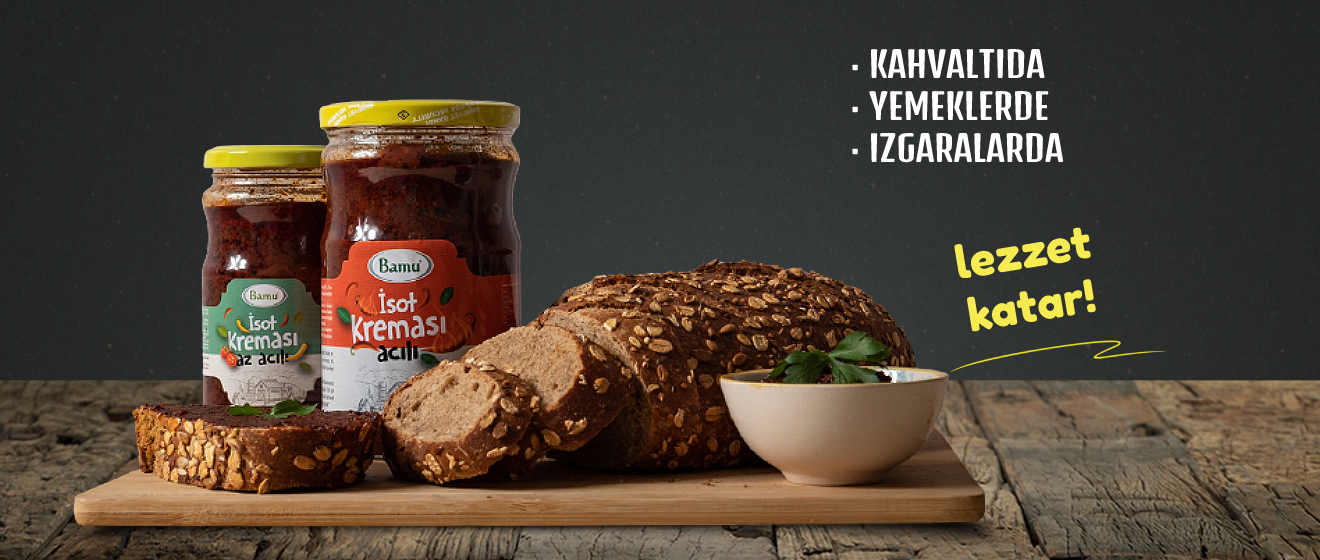 · KAHVALTIDA
· YEMEKLERDE
· IZGARALARDA
lezzet
katar!
Bamu
İsot
Kreması
acılı
Bamu
İsot
Kreması
az acılı